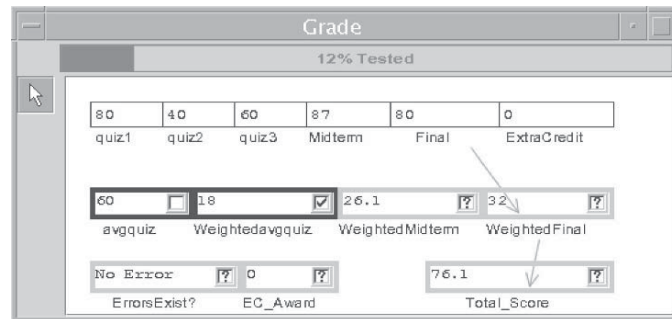 Grade
12% Tested
80 40 60 87 80 0
quiz1 quiz2 quiz3 Midterm Final ExtraCredit
60 18 26.1 ? 32 ?
avgquiz Weightedavgquiz WeightedMidterm WeightedFinal
No Error ? 0 ? 76.1 ?
ErrorsExist? EC_Award Total_Score